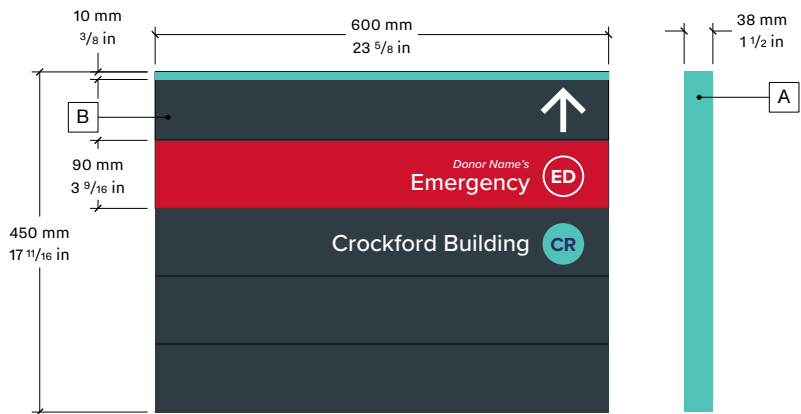 10 mm
3/8 in
600 mm
23 5/8 in
38 mm
1 1/2 in
A
B
90 mm
3 9/16 in
Donor Name's
Emergency
ED
450 mm
17 11/16 in
Crockford Building
CR